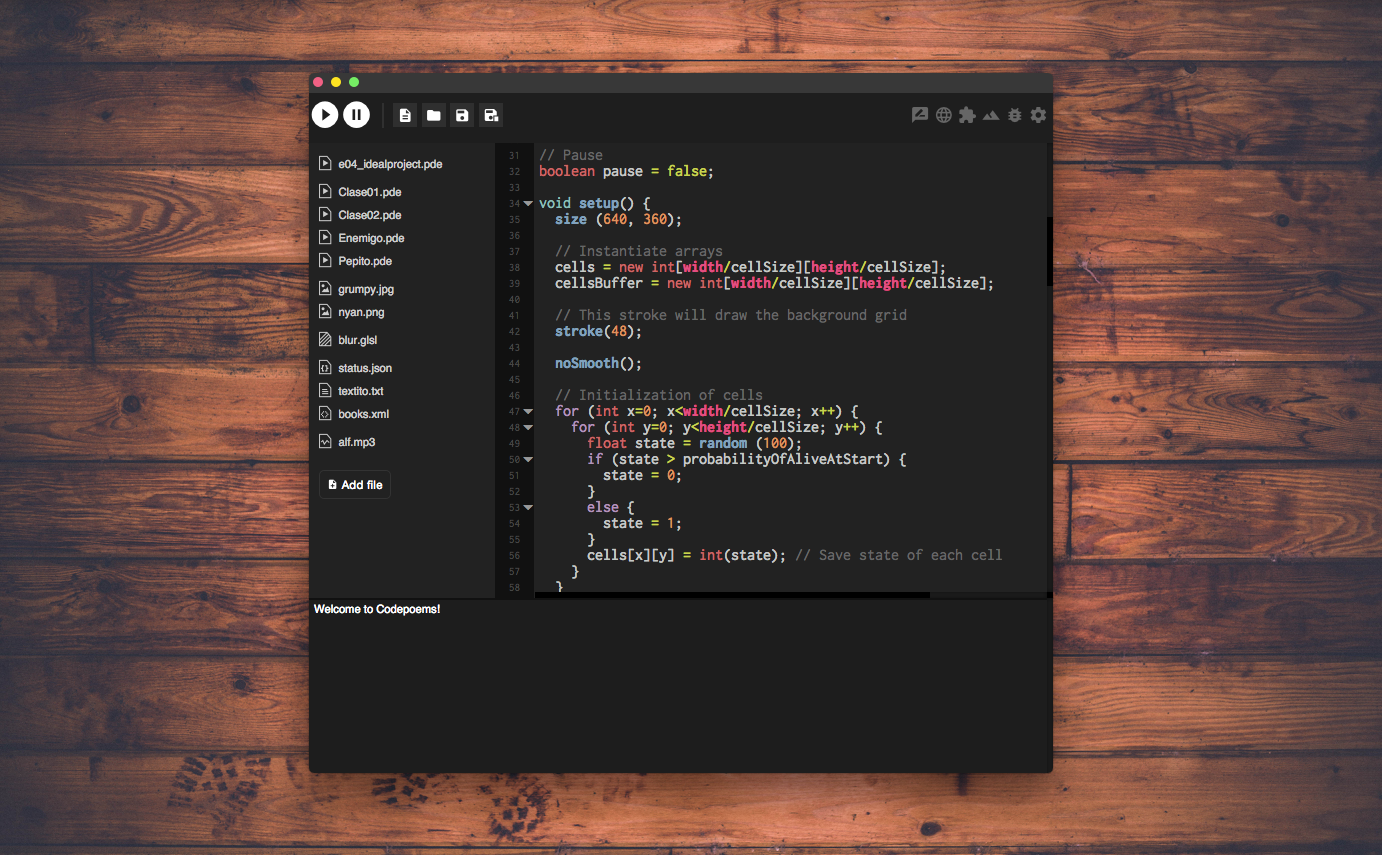 e04_idealproject.pde
Clase01.pde
Clase02.pde
Enemigo.pde
Pepito.pde
grumpy.jpg
nyan.png
blur.glsl
status.json
textito.txt
books.xml
alf.mp3
Add file
31 // Pause
32 boolean pause = false;
33
34 void setup() {
35 size (640, 360);
36
37 // Instantiate arrays
38 cells = new int[width/cellSize][height/cellSize];
39 cellsBuffer = new int[width/cellSize][height/cellSize];
40
41 // This stroke will draw the background grid
42 stroke(48);
43
44 noSmooth();
45
46 // Initialization of cells
47 for (int x=0; x<width/cellSize; x++) {
48 for (int y=0; y<height/cellSize; y++) {
49 float state = random (100);
50 if (state > probabilityOfAliveAtStart) {
51 state = 0;
52 }
53 else {
54 state = 1;
55 }
56 cells[x][y] = int(state); // Save state of each cell
57 }
58 }
Welcome to Codepoems!